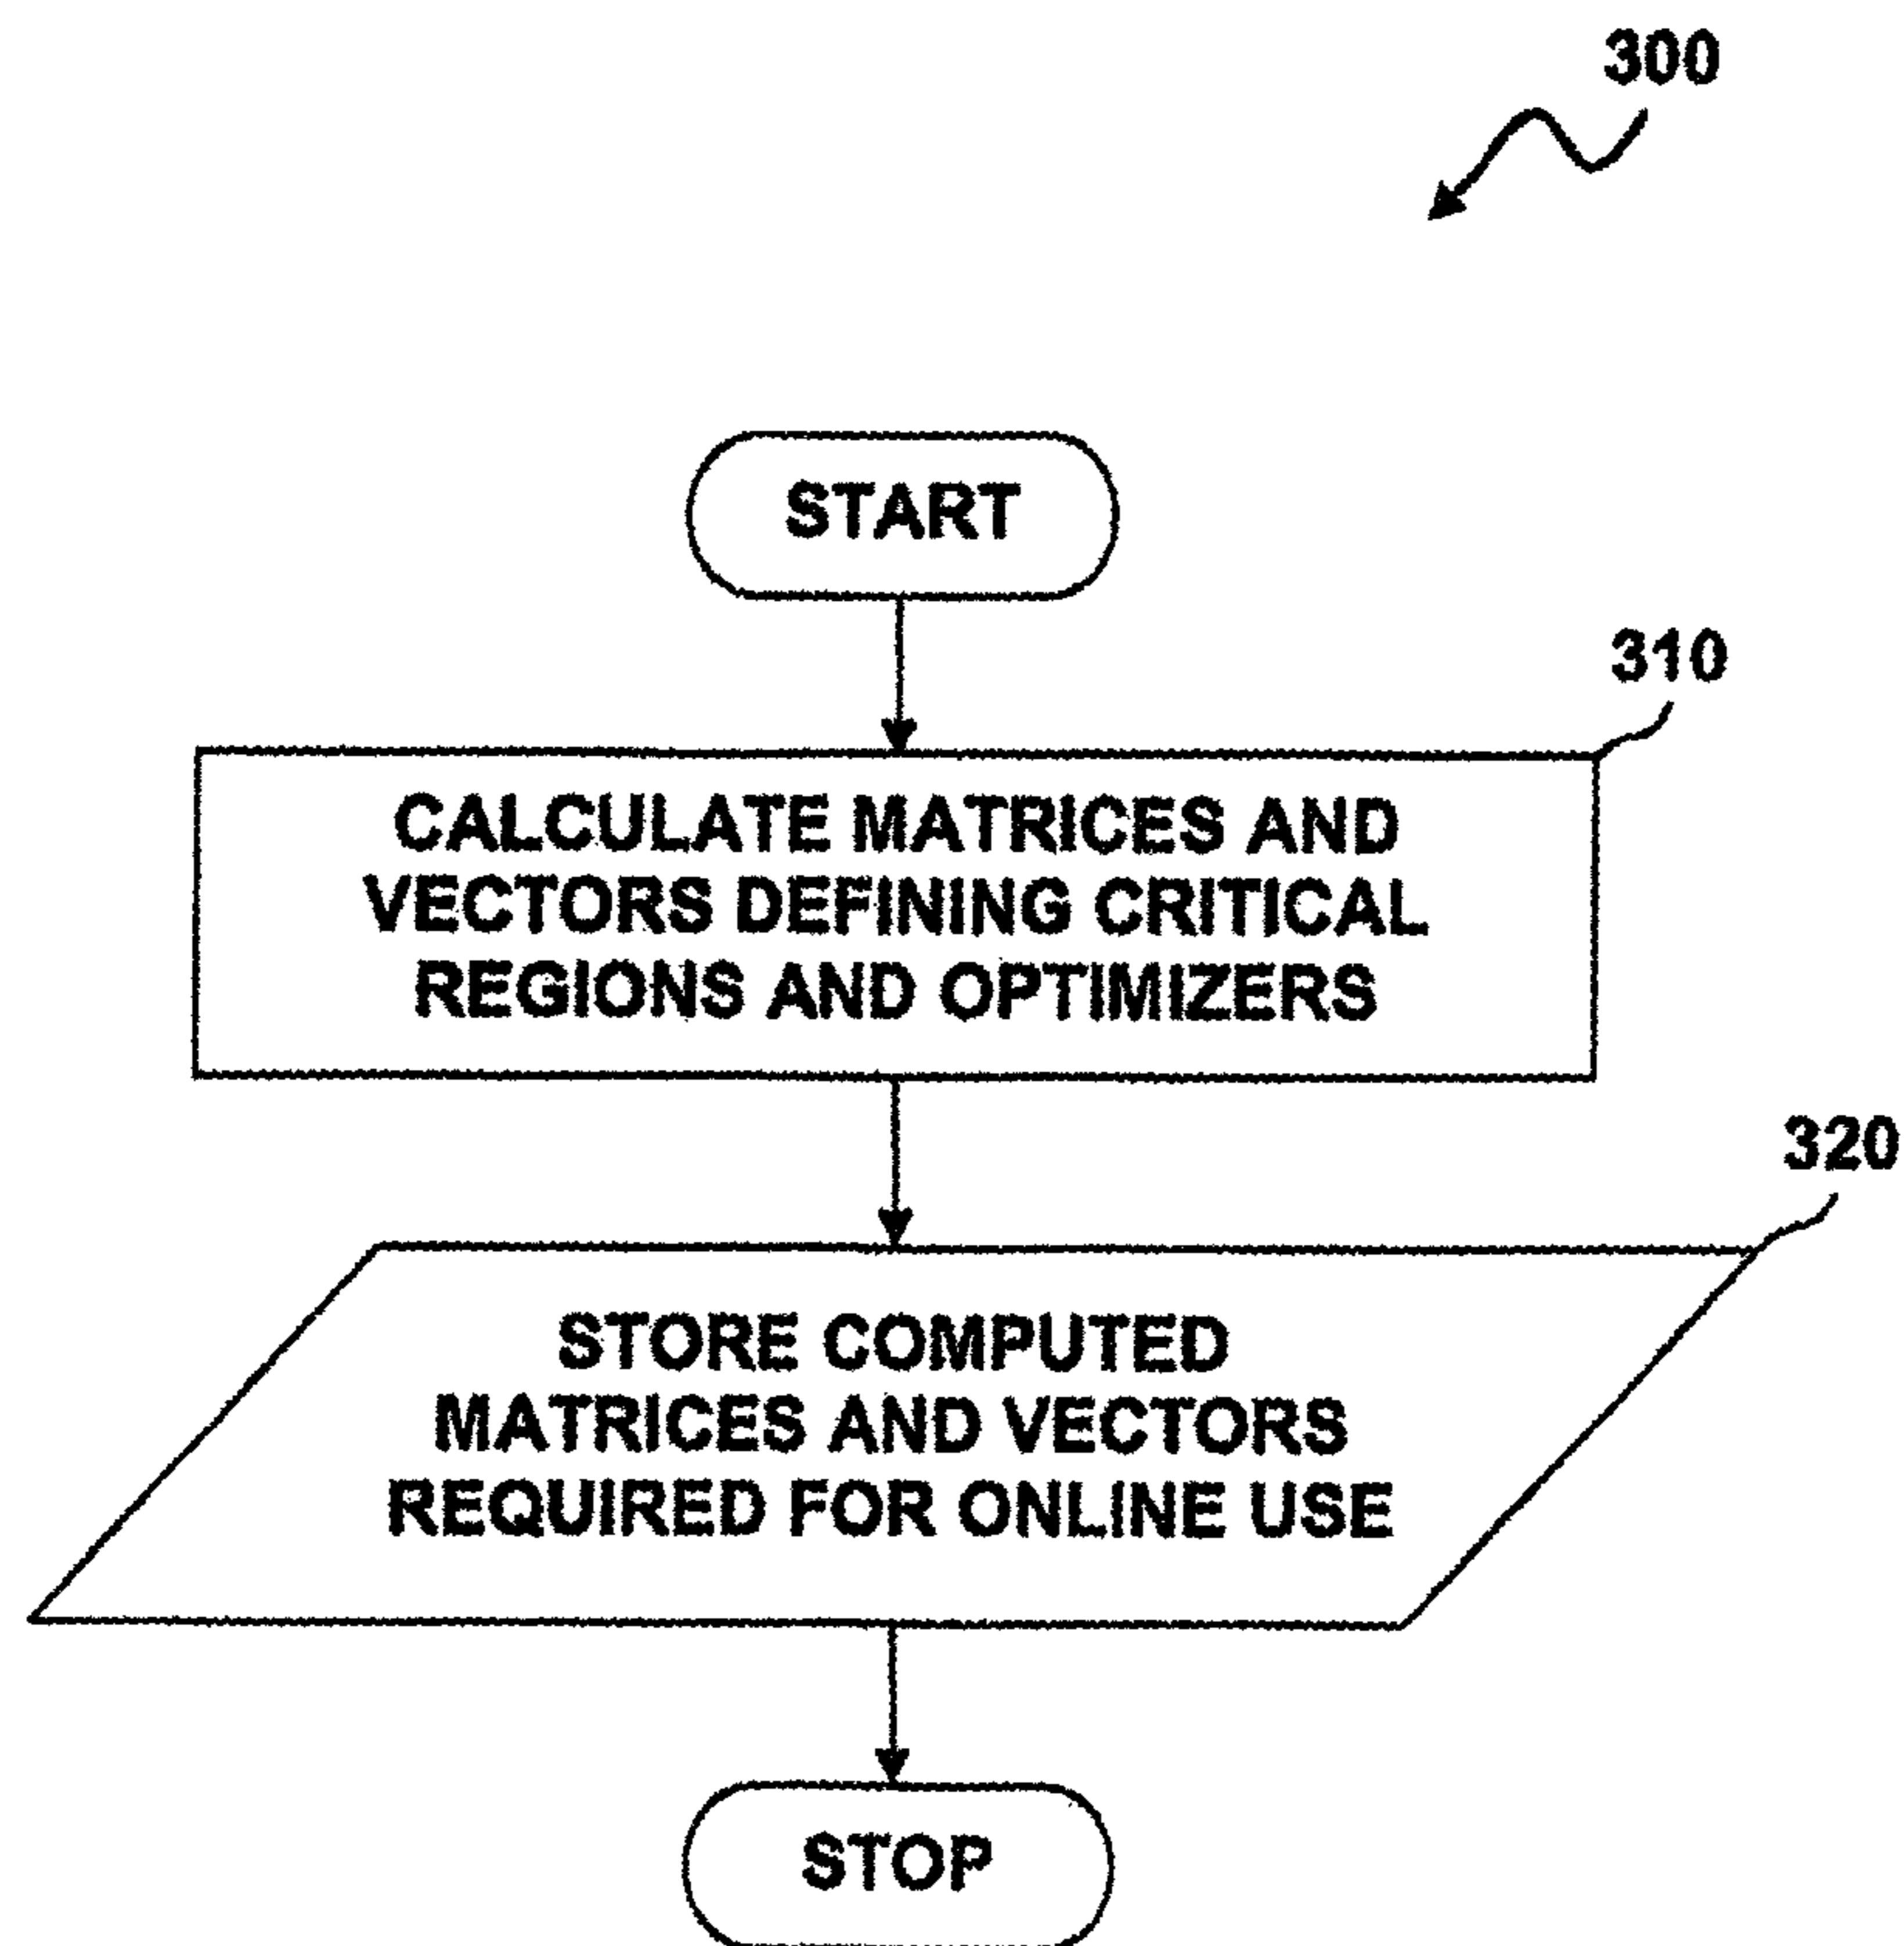 300
START
310
CALCULATE MATRICES AND
VECTORS DEFINING CRITICAL
REGIONS AND OPTIMIZERS
320
STORE COMPUTED
MATRICES AND VECTORS
REQUIRED FOR ONLINE USE
STOP